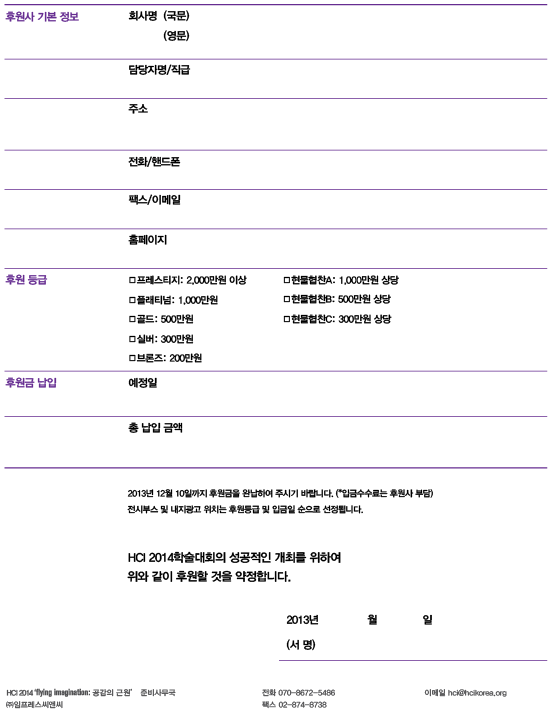 후원사 기본 정보 회사명 (국문)
(영문)
담당자명/직급
주소
전화/핸드폰
팩스/이메일
홈페이지
후원 등급 □프레스티지: 2,000만원 이상 □현물협찬A: 1,000만원 상당
□플래티넘: 1,000만원 □현물협찬B: 500만원 상당
□골드: 500만원 □현물협찬C: 300만원 상당
□실버: 300만원
□브론즈: 200만원
후원금 납입 예정일
총 납입 금액
2013년 12월 10일까지 후원금을 완납하여 주시기 바랍니다. (*입금수수료는 후원사 부담)
전시부스 및 내지광고 위치는 후원등급 및 입금일 순으로 선정됩니다.
HCI 2014학술대회의 성공적인 개최를 위하여
위와 같이 후원할 것을 약정합니다.
2013년 월 일
(서 명)
HCI 2014 'flying imagination: 공감의 근원' 준비사무국 전화 070-8672-5486 이메일 hci@hcikorea.org
㈜임프레스씨앤씨 팩스 02-874-8738